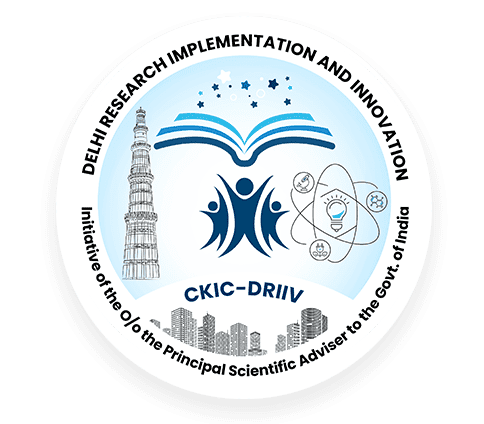 DELHI RESEARCH IMPLEMENTATION AND INNOVATION
CKIC-DRIIV
Initiative of the O/o the Principal Scientific Adviser to the Govt. of India